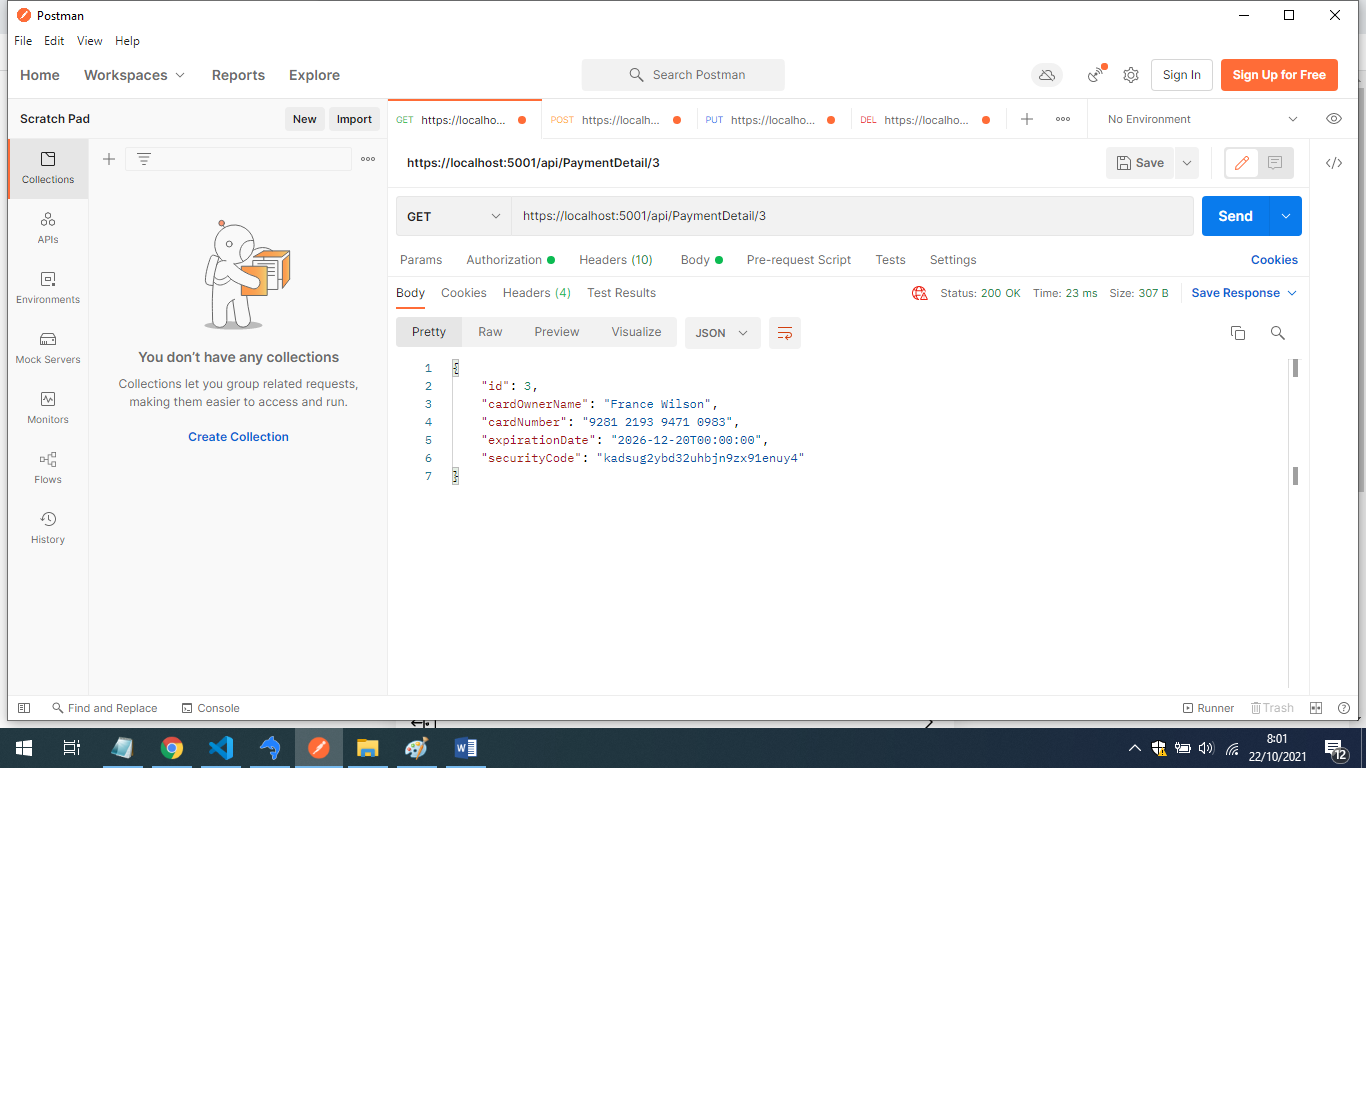 Postman
File Edit View Help
Home Workspaces Reports Explore
Search Postman
Sign In
Sign Up for Free
Scratch Pad
New
Import
GET https://localho...
POST https://localh...
PUT https://localho...
DEL https://localho...
No Environment
Collections
APIs
Environments
Mock Servers
Monitors
Flows
History
You don't have any collections
Collections let you group related requests,
making them easier to access and run.
Create Collection
https://localhost:5001/api/PaymentDetail/3
Save
GET
https://localhost:5001/api/PaymentDetail/3
Send
Params Authorization Headers (10) Body Pre-request Script Tests Settings
Cookies
Body Cookies Headers (4) Test Results
Status: 200 OK Time: 23 ms Size: 307 B
Save Response
Pretty Raw Preview Visualize
JSON
1 {
2 "id": 3,
3 "cardOwnerName": "France Wilson",
4 "cardNumber": "9281 2193 9471 0983",
5 "expirationDate": "2026-12-20T00:00:00",
6 "securityCode": "kadsug2ybd32uhbjn9zx91enuy4"
7 }
Find and Replace
Console
Runner
Trash
8:01
22/10/2021
12